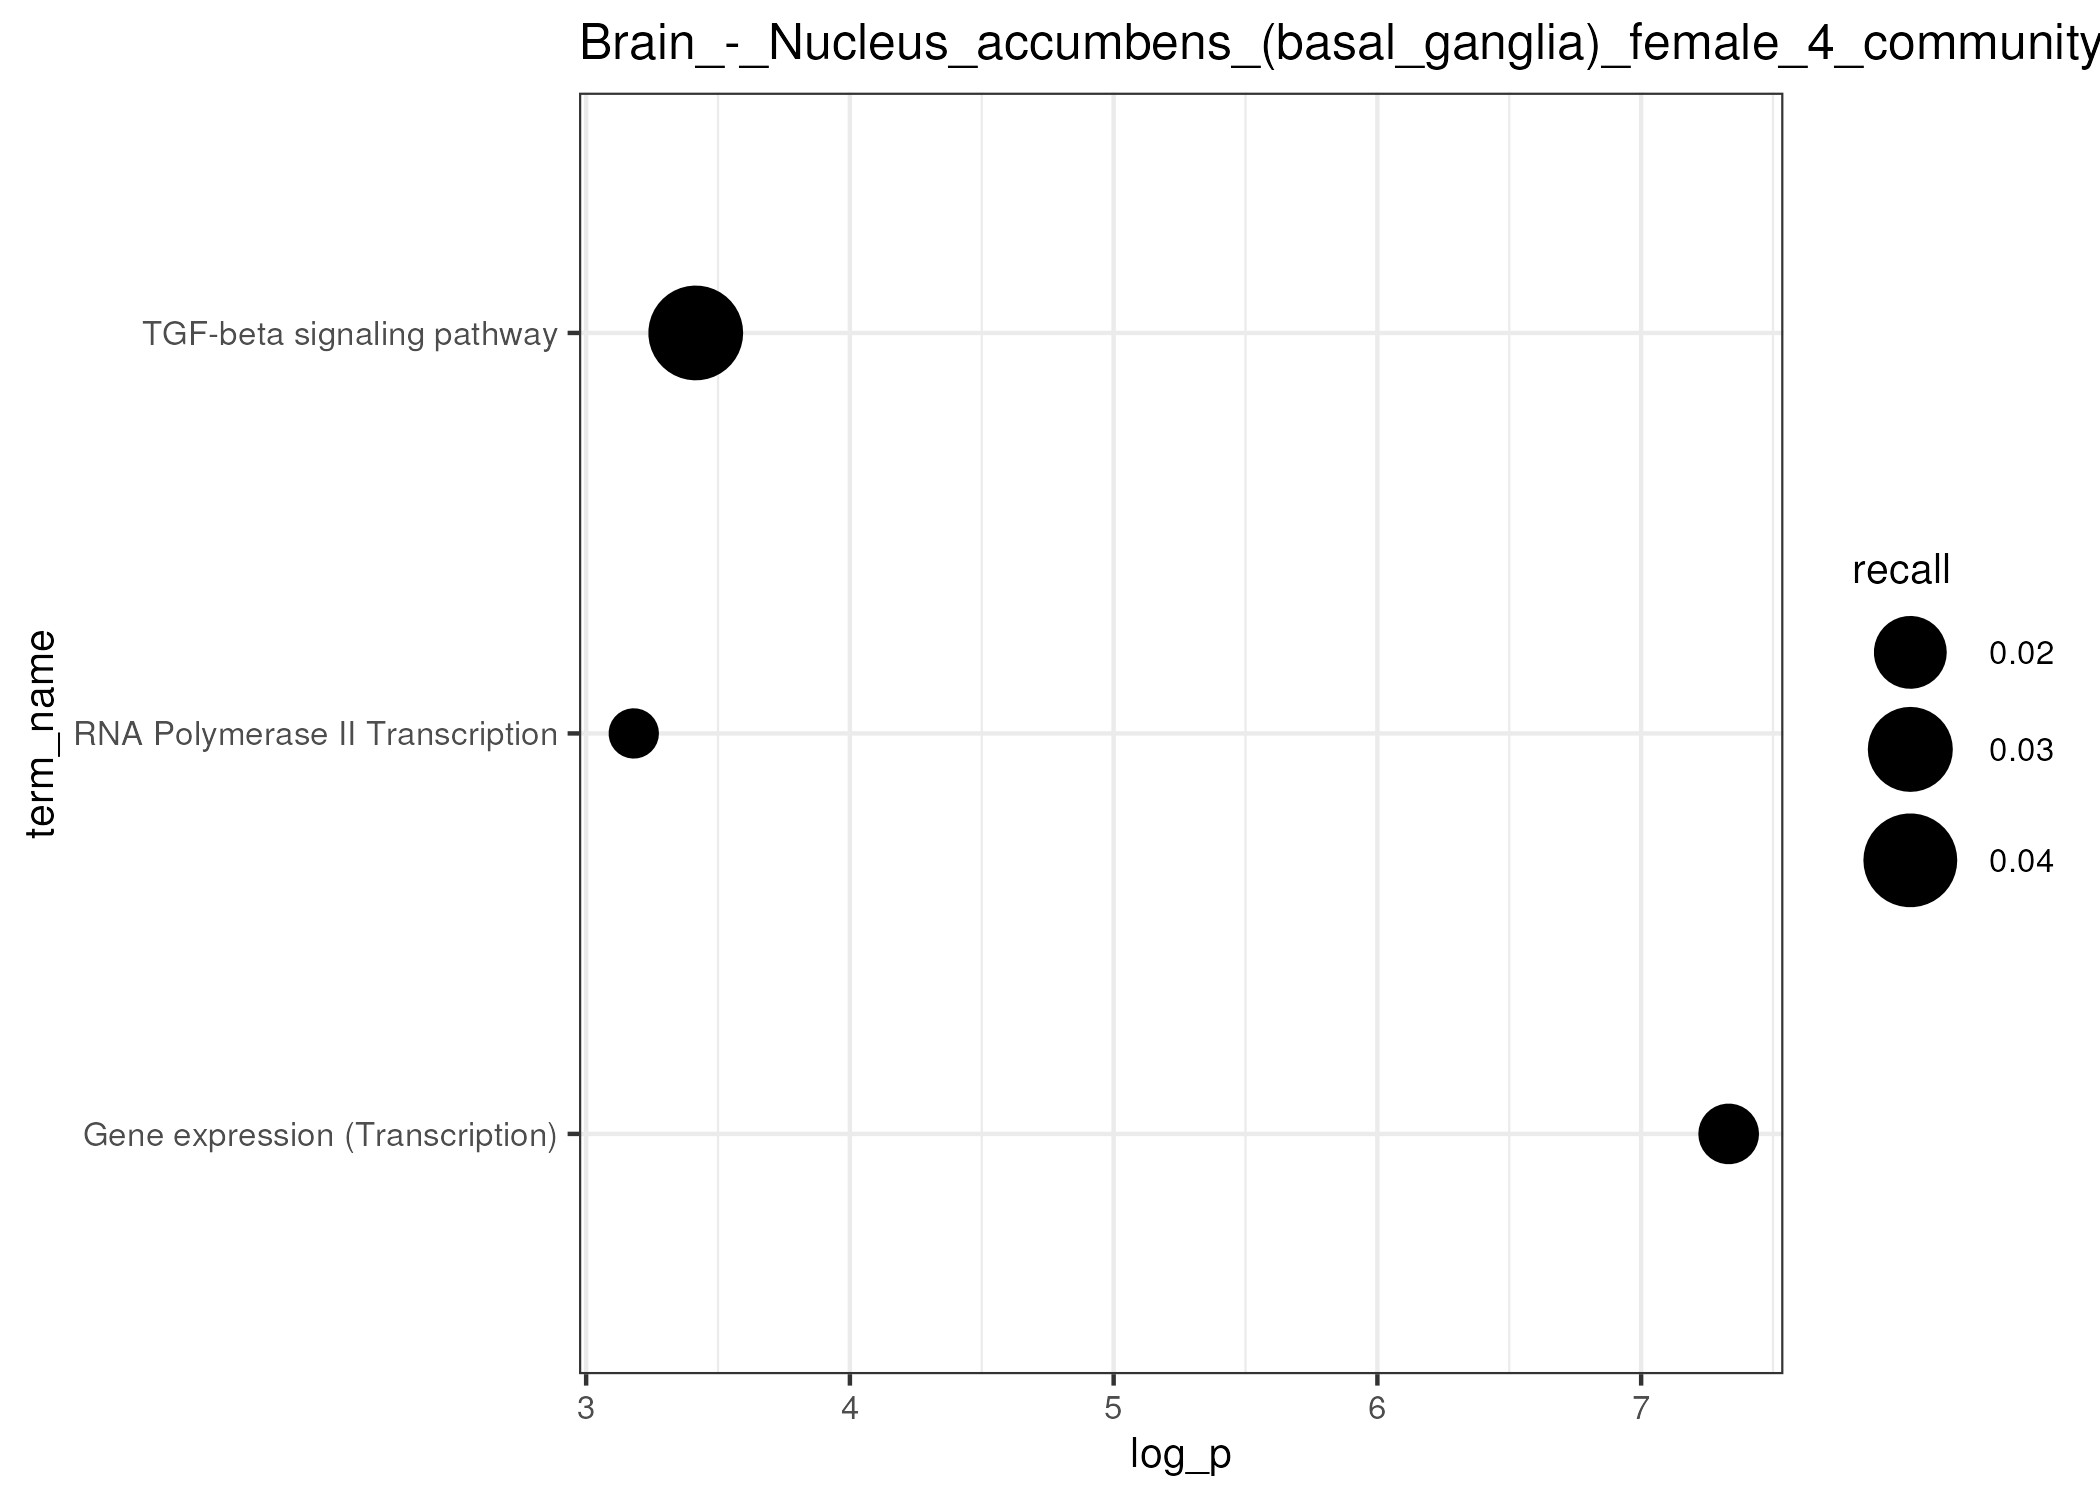 Brain_-_Nucleus_accumbens_(basal_ganglia)_female_4_community
TGF-beta signaling pathway
RNA Polymerase II Transcription
Gene expression (Transcription)
term_name
3 4 5 6 7
log_p
recall
0.02
0.03
0.04